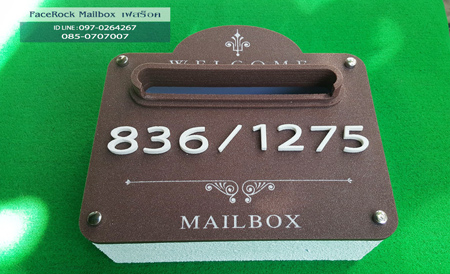 FaceRock Mailbox เฟสร็อค
ID LINE : 097-0264267
085-0707007
WELCOME
836/1275
MAILBOX